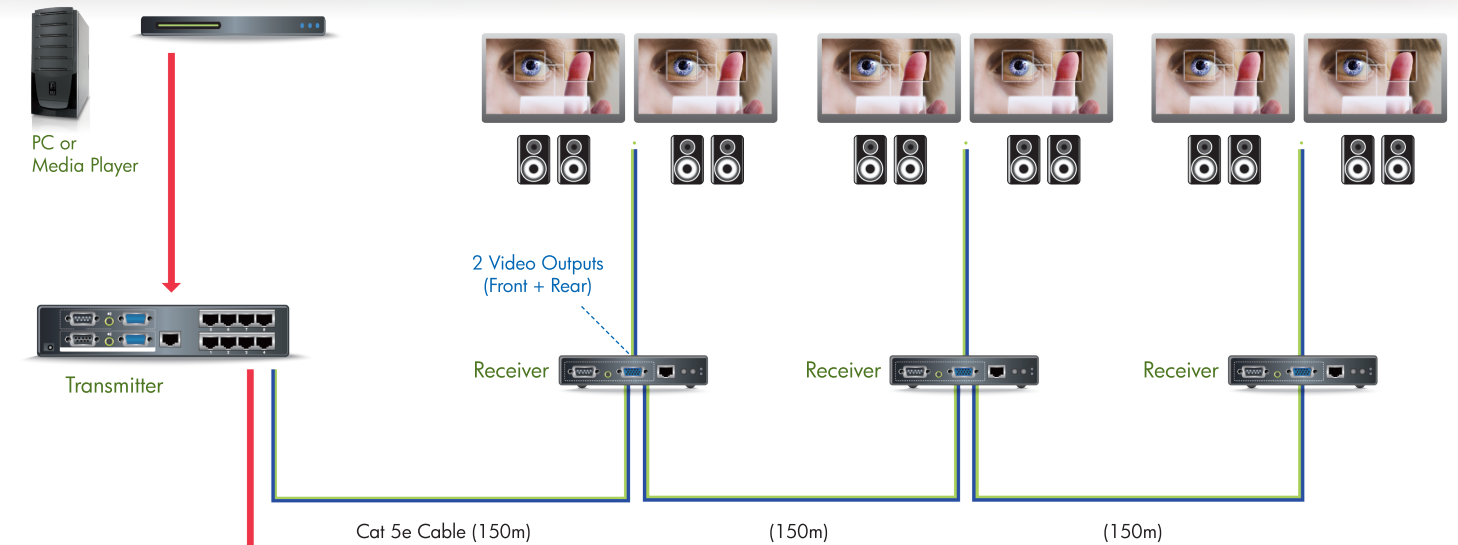 PC or
Media Player
2 Video Outputs
(Front + Rear)
Transmitter
Receiver
Receiver
Receiver
Cat 5e Cable (150m)
(150m)
(150m)